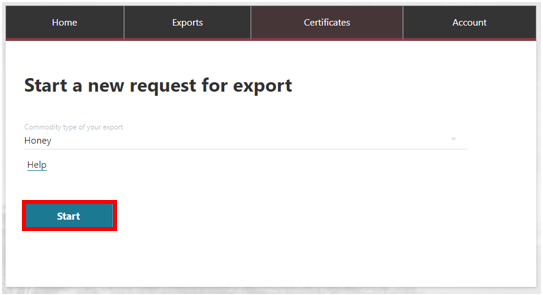 Home Exports Certificates Account
Start a new request for export
Commodity type of your export
Honey
Help
Start